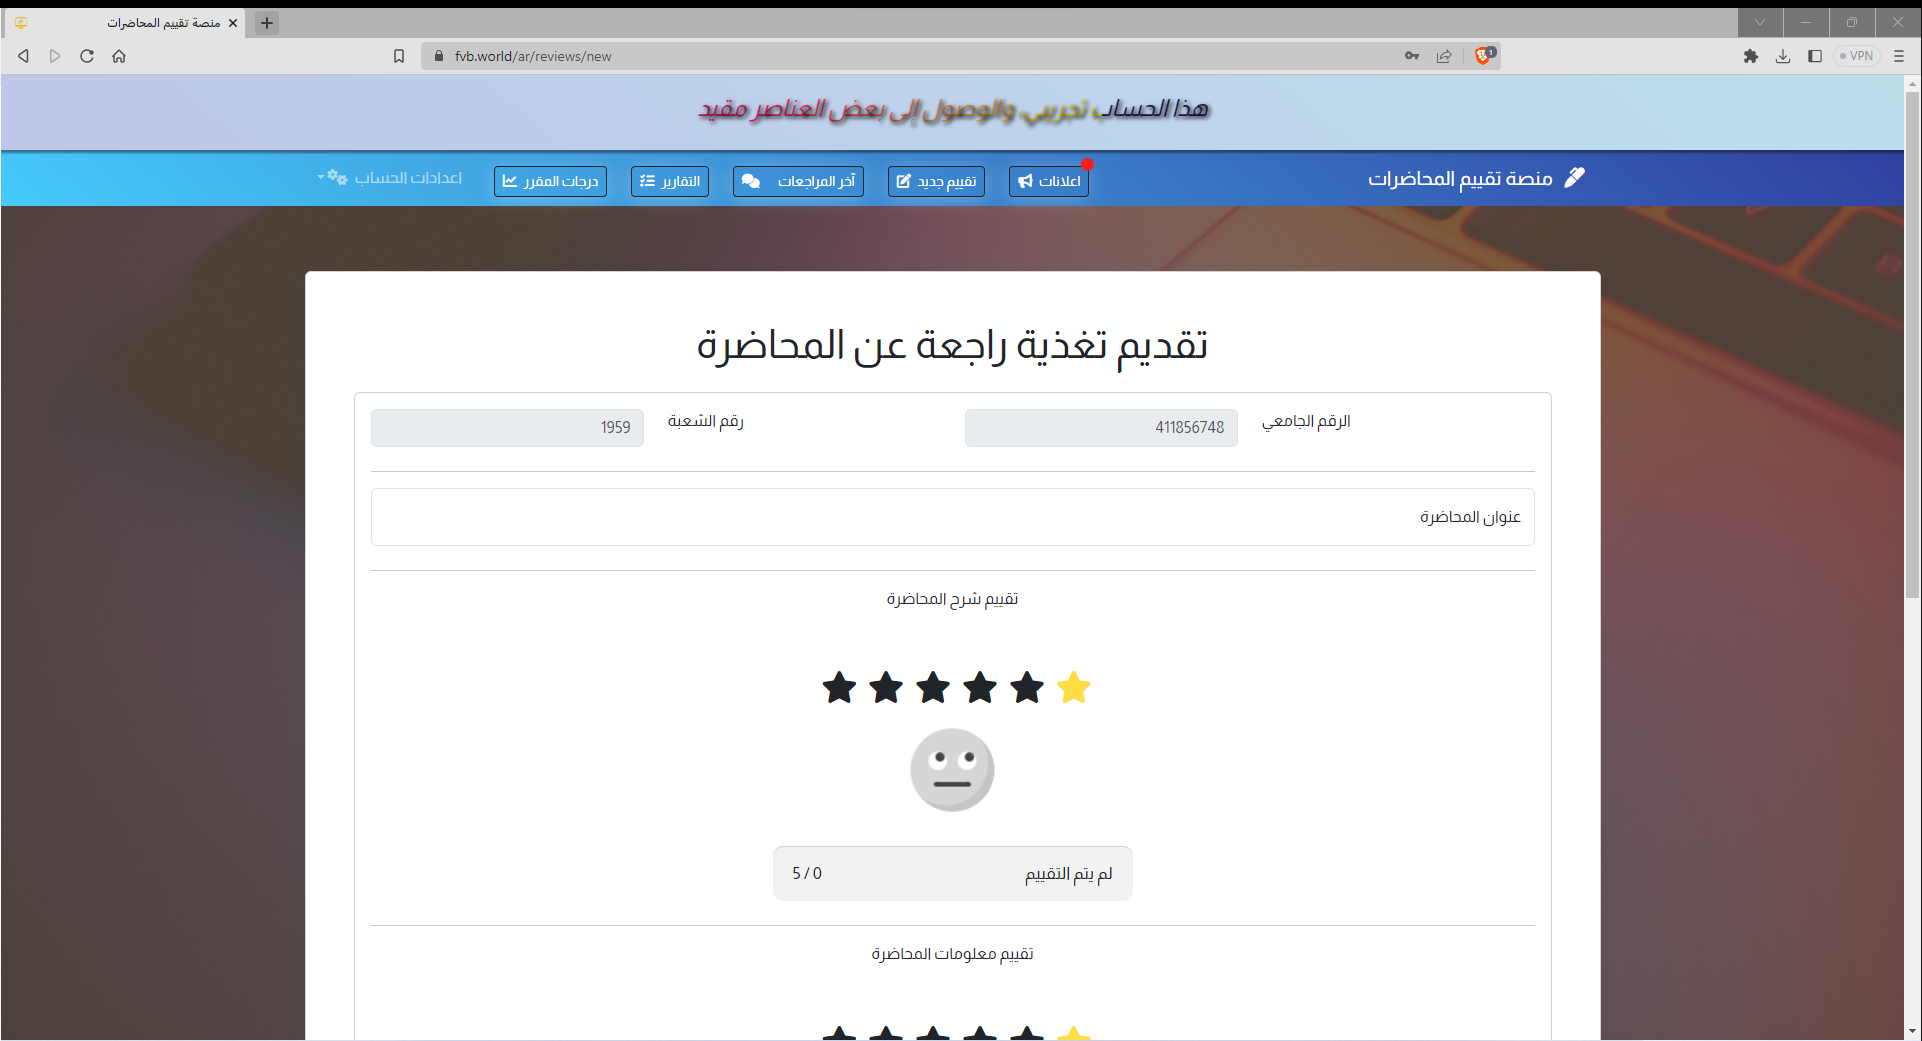 منصة تقييم المحاضرات
fvb.world/ar/reviews/new
1
VPN
هذا الحساب تجريبي، والوصول إلى بعض العناصر مقيد
منصة تقييم المحاضرات
اعلانات
تقييم جديد
آخر المراجعات
التقارير
درجات المقرر
اعدادات الحساب
تقديم تغذية راجعة عن المحاضرة
الرقم الجامعي
411856748
رقم الشعبة
1959
عنوان المحاضرة
تقييم شرح المحاضرة
لم يتم التقييم
5 / 0
تقييم معلومات المحاضرة